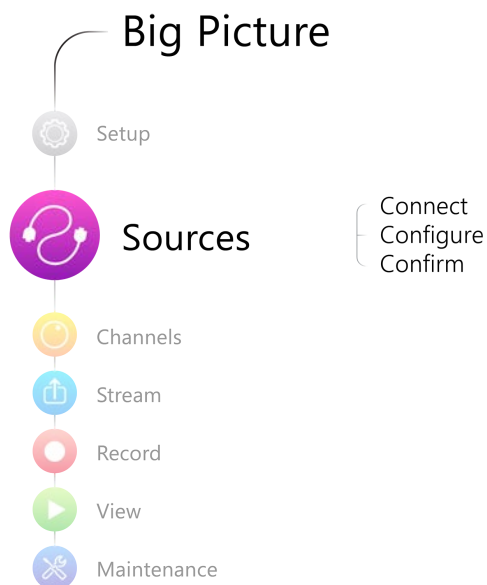 Big Picture
Setup
Sources
Connect
Configure
Confirm
Channels
Stream
Record
View
Maintenance